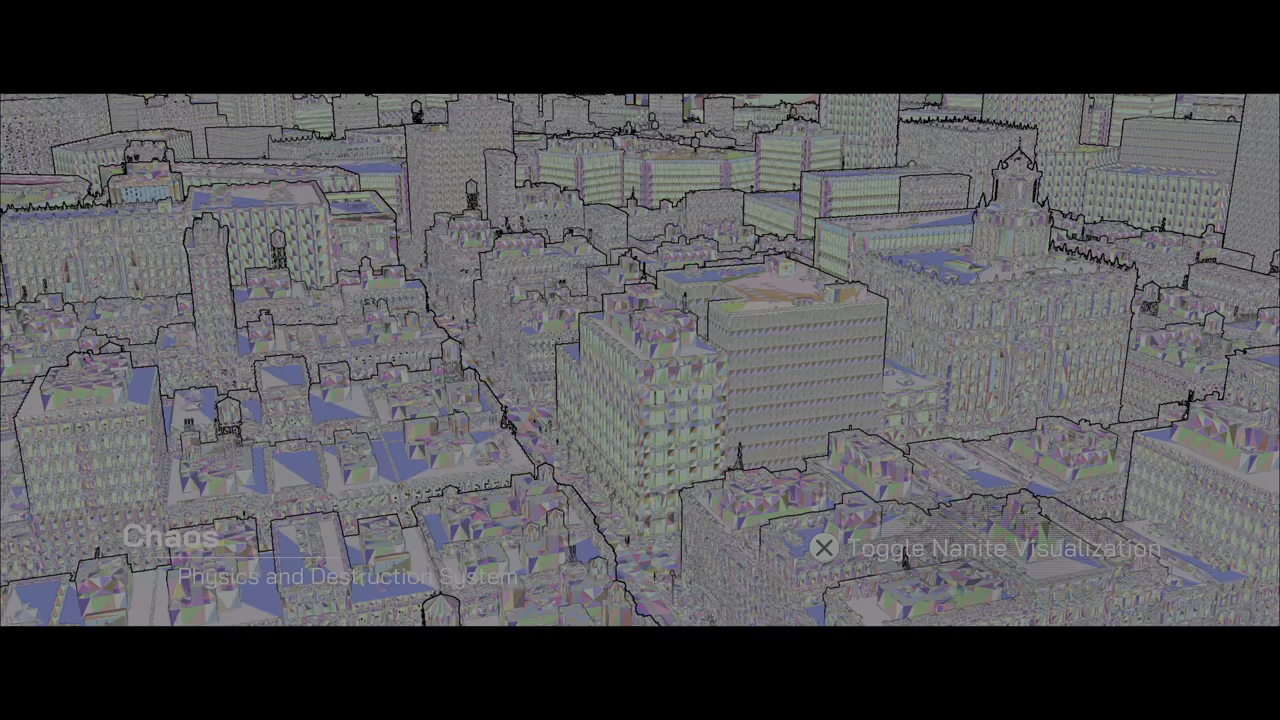 Chaos
Physics and Destruction System
Toggle Nanite Visualization